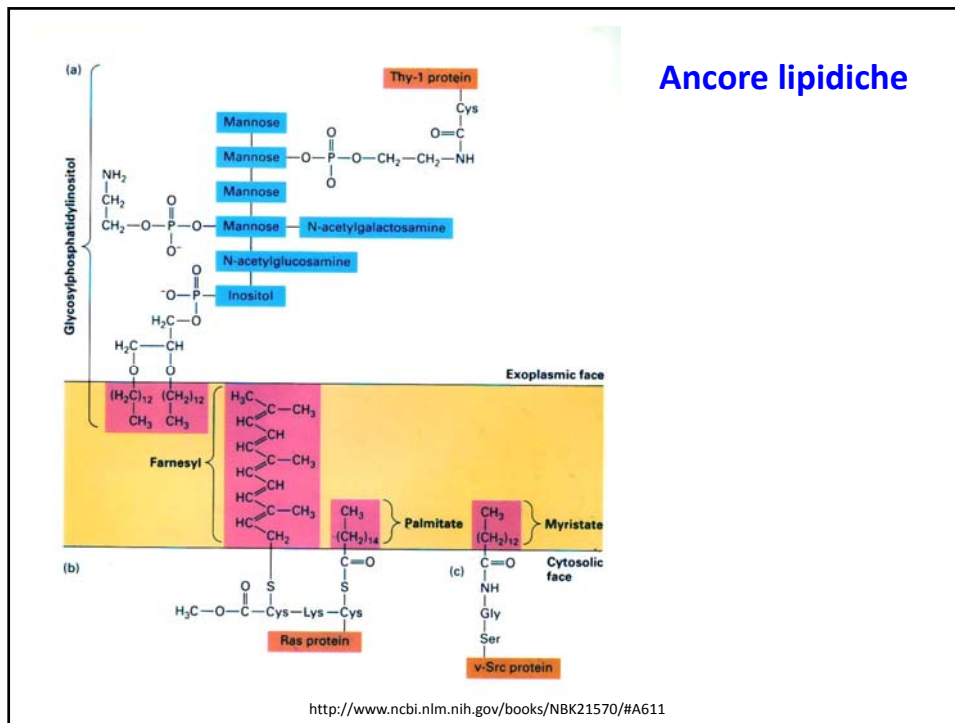 Ancore lipidiche
(a)
Glycosylphosphatidylinositol
Thy-1 protein
Cys
O=C
Mannose
Mannose —O—P—O—CH₂—CH₂—NH
O
O
Mannose
NH₂
CH₂
CH₂—O—P—O— Mannose — N-acetylgalactosamine
O
O⁻
N-acetylglucosamine
O
⁻O—P— Inositol
H₂C—O
H₂C—CH
O O
Exoplasmic face
(H₂C)₁₂ (CH₂)₁₂
CH₃ CH₃
Farnesyl
H₃C
C—CH₃
HC
CH
HC
C—CH₃
HC
CH
HC
C—CH₃
HC
CH₂
CH₃
(CH₂)₁₄
Palmitate
CH₃
(CH₂)₁₂
Myristate
Cytosolic face
(b)
S
O
H₃C—O—C—Cys—Lys—Cys
C=O
S
Ras protein
(c)
C=O
NH
Gly
Ser
v-Src protein
http://www.ncbi.nlm.nih.gov/books/NBK21570/#A611